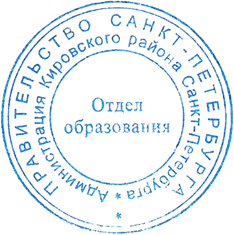 ПРАВИТЕЛЬСТВО САНКТ-ПЕТЕРБУРГА *
Администрация Кировского района Санкт-Петербурга *
Отдел
образования